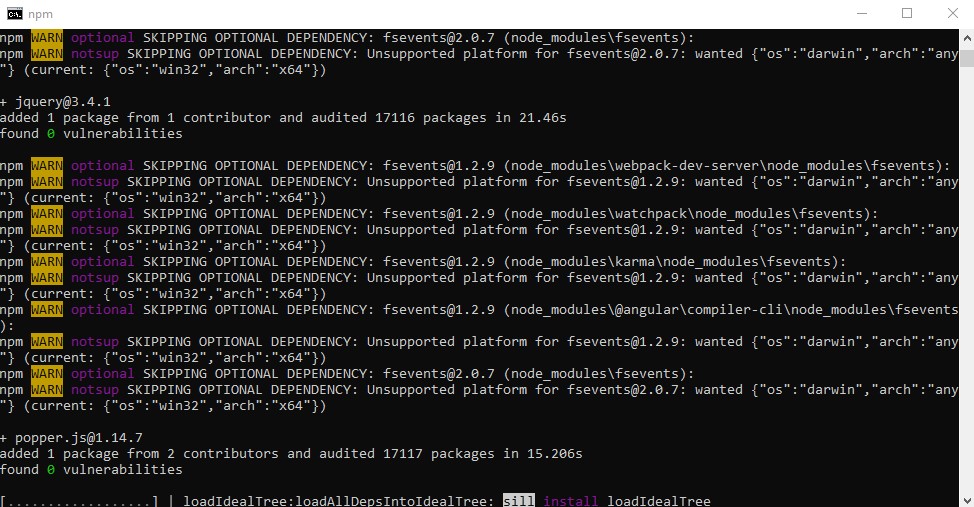 npm
npm WARN optional SKIPPING OPTIONAL DEPENDENCY: fsevents@2.0.7 (node_modules\fsevents):
npm WARN notsup SKIPPING OPTIONAL DEPENDENCY: Unsupported platform for fsevents@2.0.7: wanted {"os":"darwin","arch":"any
"} (current: {"os":"win32","arch":"x64"})
+ jquery@3.4.1
added 1 package from 1 contributor and audited 17116 packages in 21.46s
found 0 vulnerabilities
npm WARN optional SKIPPING OPTIONAL DEPENDENCY: fsevents@1.2.9 (node_modules\webpack-dev-server\node_modules\fsevents):
npm WARN notsup SKIPPING OPTIONAL DEPENDENCY: Unsupported platform for fsevents@1.2.9: wanted {"os":"darwin","arch":"any
"} (current: {"os":"win32","arch":"x64"})
npm WARN optional SKIPPING OPTIONAL DEPENDENCY: fsevents@1.2.9 (node_modules\watchpack\node_modules\fsevents):
npm WARN notsup SKIPPING OPTIONAL DEPENDENCY: Unsupported platform for fsevents@1.2.9: wanted {"os":"darwin","arch":"any
"} (current: {"os":"win32","arch":"x64"})
npm WARN optional SKIPPING OPTIONAL DEPENDENCY: fsevents@1.2.9 (node_modules\karma\node_modules\fsevents):
npm WARN notsup SKIPPING OPTIONAL DEPENDENCY: Unsupported platform for fsevents@1.2.9: wanted {"os":"darwin","arch":"any
"} (current: {"os":"win32","arch":"x64"})
npm WARN optional SKIPPING OPTIONAL DEPENDENCY: fsevents@1.2.9 (node_modules\@angular\compiler-cli\node_modules\fsevents
):
npm WARN notsup SKIPPING OPTIONAL DEPENDENCY: Unsupported platform for fsevents@1.2.9: wanted {"os":"darwin","arch":"any
"} (current: {"os":"win32","arch":"x64"})
npm WARN optional SKIPPING OPTIONAL DEPENDENCY: fsevents@2.0.7 (node_modules\fsevents):
npm WARN notsup SKIPPING OPTIONAL DEPENDENCY: Unsupported platform for fsevents@2.0.7: wanted {"os":"darwin","arch":"any
"} (current: {"os":"win32","arch":"x64"})
+ popper.js@1.14.7
added 1 package from 2 contributors and audited 17117 packages in 15.206s
found 0 vulnerabilities
[..................] | loadIdealTree:loadAllDepsIntoIdealTree: sill install loadIdealTree